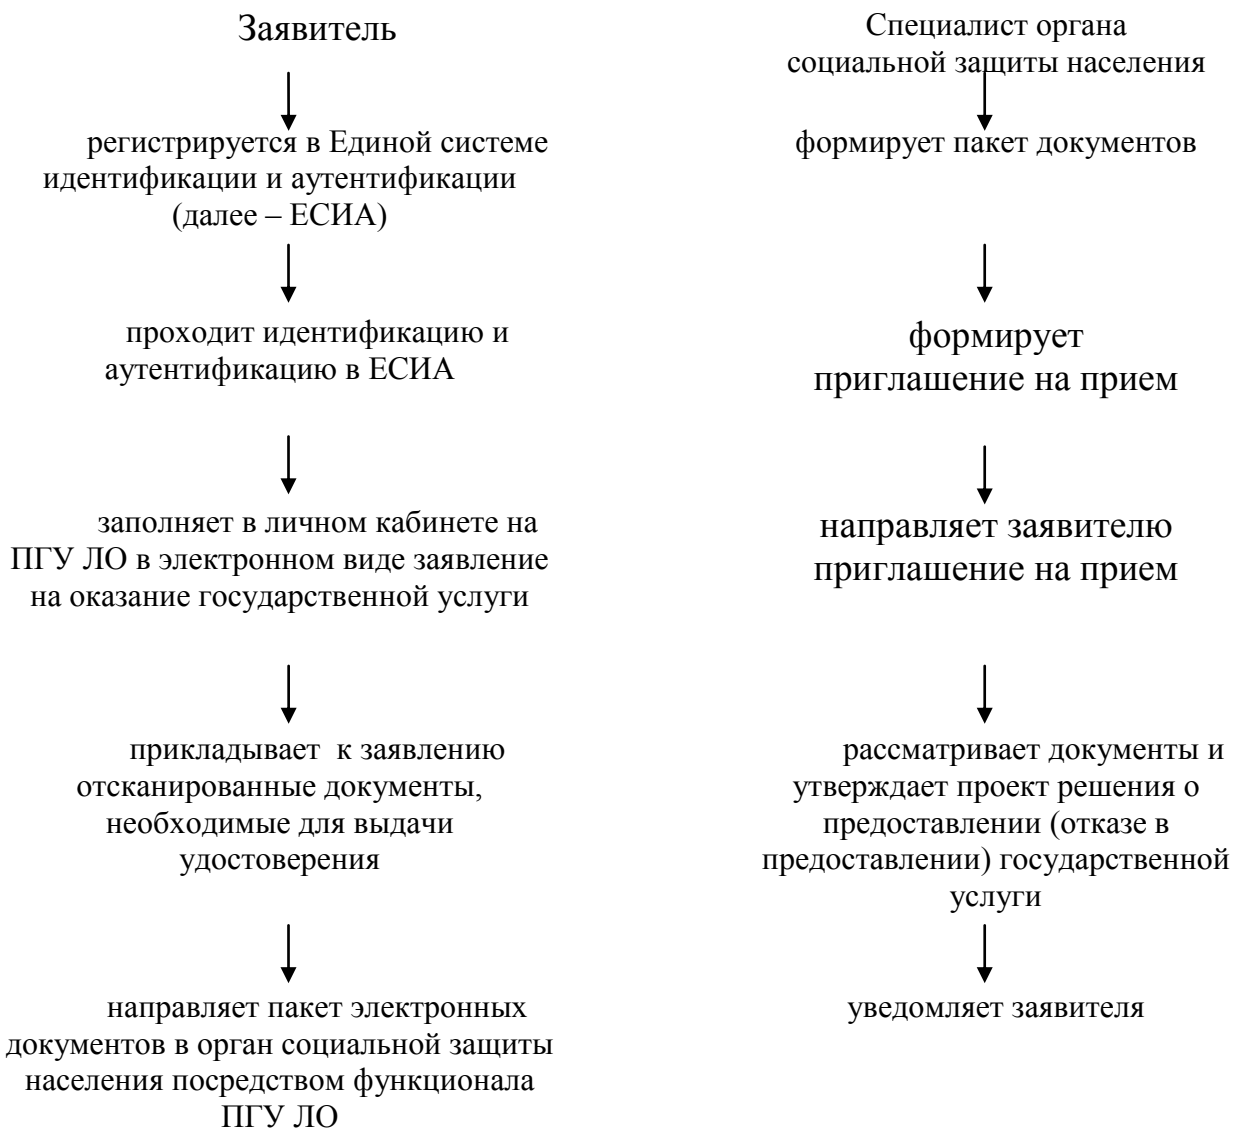 Заявитель
регистрируется в Единой системе
идентификации и аутентификации
(далее – ЕСИА)
проходит идентификацию и
аутентификацию в ЕСИА
заполняет в личном кабинете на
ПГУ ЛО в электронном виде заявление
на оказание государственной услуги
прикладывает к заявлению
отсканированные документы,
необходимые для выдачи
удостоверения
направляет пакет электронных
документов в орган социальной защиты
населения посредством функционала
ПГУ ЛО
Специалист органа
социальной защиты населения
формирует пакет документов
формирует
приглашение на прием
направляет заявителю
приглашение на прием
рассматривает документы и
утверждает проект решения о
предоставлении (отказе в
предоставлении) государственной
услуги
уведомляет заявителя